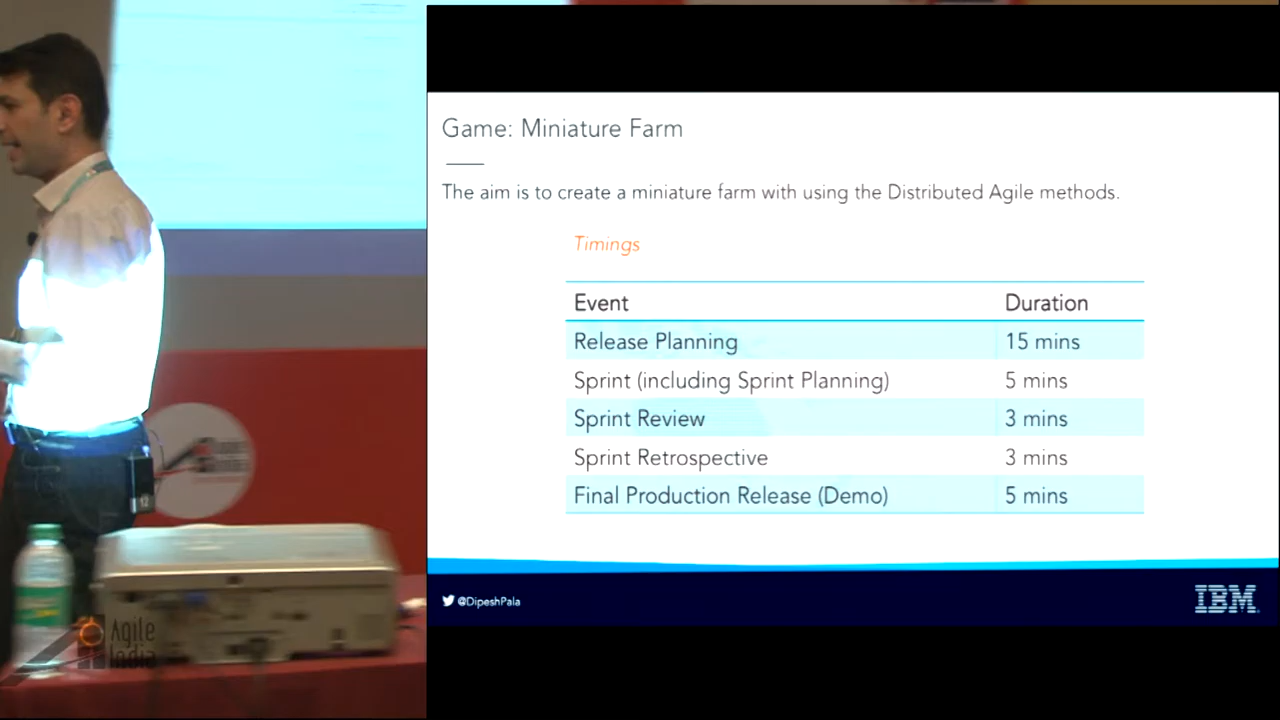 Game: Miniature Farm
The aim is to create a miniature farm with using the Distributed Agile methods.
Timings
Event Duration
Release Planning 15 mins
Sprint (including Sprint Planning) 5 mins
Sprint Review 3 mins
Sprint Retrospective 3 mins
Final Production Release (Demo) 5 mins
@DipeshPala
IBM
12
Agile
India